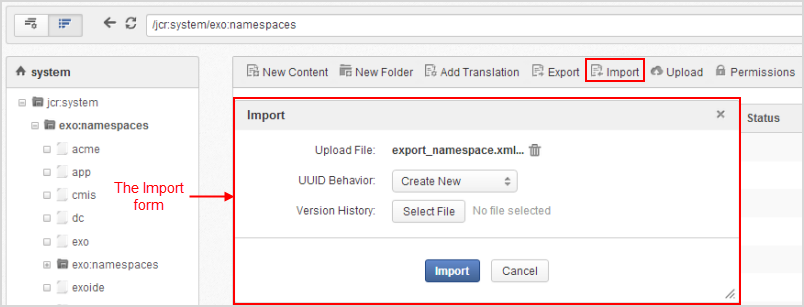 /jcr:system/exo:namespaces
system
New Content New Folder Add Translation Export Import Upload Permissions
jcr:system
exo:namespaces
acme
app
cmis
dc
exo
exo:namespaces
exoide
The Import
form
Import
Status
Upload File: export_namespace.xml...
UUID Behavior: Create New
Version History: Select File No file selected
Import Cancel